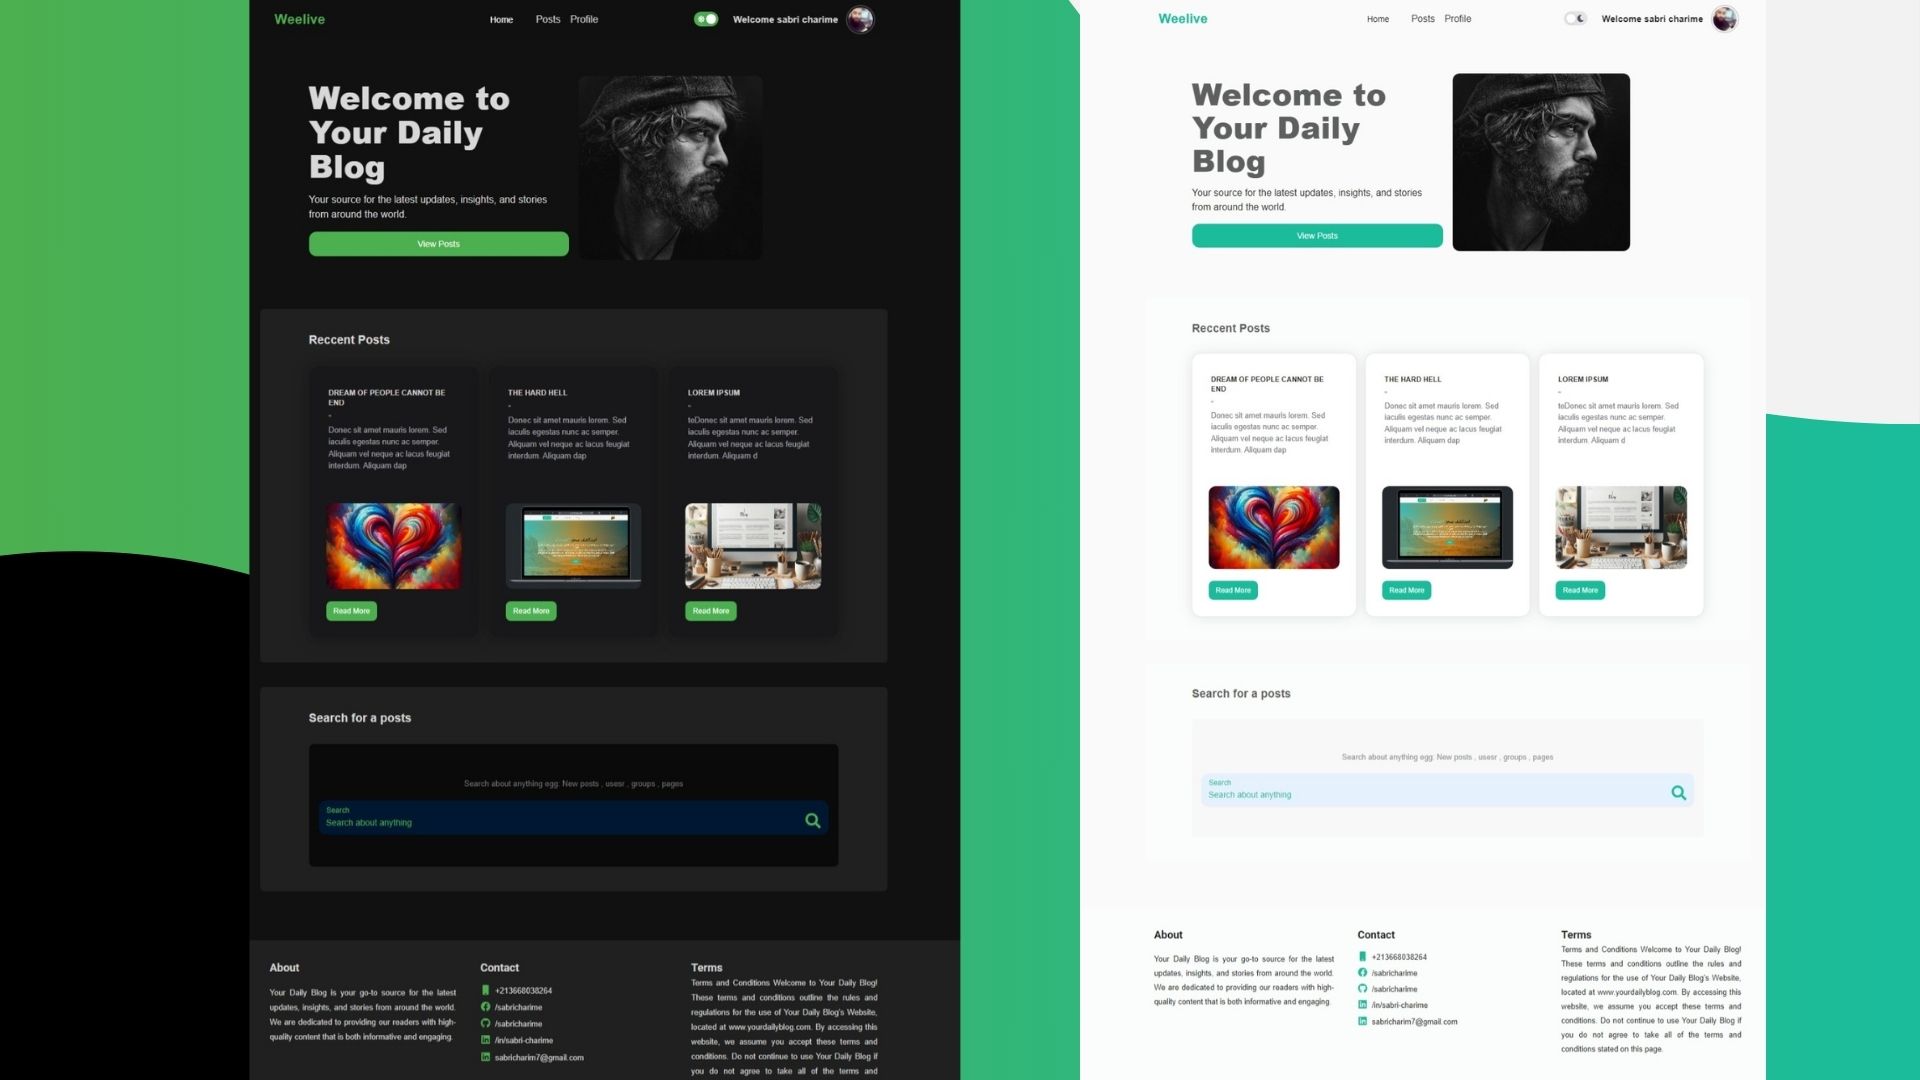 Weelive
Home Posts Profile
Welcome sabri charime
Welcome to
Your Daily
Blog
Your source for the latest updates, insights, and stories
from around the world.
View Posts
Reccent Posts
DREAM OF PEOPLE CANNOT BE
END
-
Donec sit amet mauris lorem. Sed
iaculis egestas nunc ac semper.
Aliquam vel neque ac lacus feugiat
interdum. Aliquam dap
Read More
THE HARD HELL
-
Donec sit amet mauris lorem. Sed
iaculis egestas nunc ac semper.
Aliquam vel neque ac lacus feugiat
interdum. Aliquam dap
Read More
LOREM IPSUM
-
teDonec sit amet mauris lorem. Sed
iaculis egestas nunc ac semper.
Aliquam vel neque ac lacus feugiat
interdum. Aliquam d
Read More
Search for a posts
Search about anything egg: New posts , usesr , groups , pages
Search
Search about anything
About
Your Daily Blog is your go-to source for the latest
updates, insights, and stories from around the world.
We are dedicated to providing our readers with high-
quality content that is both informative and engaging.
Contact
+213668038264
/sabricharime
/sabricharime
/in/sabri-charime
sabricharim7@gmail.com
Terms
Terms and Conditions Welcome to Your Daily Blog!
These terms and conditions outline the rules and
regulations for the use of Your Daily Blog's Website,
located at www.yourdailyblog.com. By accessing this
website, we assume you accept these terms and
conditions. Do not continue to use Your Daily Blog if
you do not agree to take all of the terms and
Weelive
Home Posts Profile
Welcome sabri charime
Welcome to
Your Daily
Blog
Your source for the latest updates, insights, and stories
from around the world.
View Posts
Reccent Posts
DREAM OF PEOPLE CANNOT BE
END
-
Donec sit amet mauris lorem. Sed
iaculis egestas nunc ac semper.
Aliquam vel neque ac lacus feugiat
interdum. Aliquam dap
Read More
THE HARD HELL
-
Donec sit amet mauris lorem. Sed
iaculis egestas nunc ac semper.
Aliquam vel neque ac lacus feugiat
interdum. Aliquam dap
Read More
LOREM IPSUM
-
teDonec sit amet mauris lorem. Sed
iaculis egestas nunc ac semper.
Aliquam vel neque ac lacus feugiat
interdum. Aliquam d
Read More
Search for a posts
Search about anything egg: New posts , usesr , groups , pages
Search
Search about anything
About
Your Daily Blog is your go-to source for the latest
updates, insights, and stories from around the world.
We are dedicated to providing our readers with high-
quality content that is both informative and engaging.
Contact
+213668038264
/sabricharime
/sabricharime
/in/sabri-charime
sabricharim7@gmail.com
Terms
Terms and Conditions Welcome to Your Daily Blog!
These terms and conditions outline the rules and
regulations for the use of Your Daily Blog's Website,
located at www.yourdailyblog.com. By accessing this
website, we assume you accept these terms and
conditions. Do not continue to use Your Daily Blog if
you do not agree to take all of the terms and
conditions stated on this page.